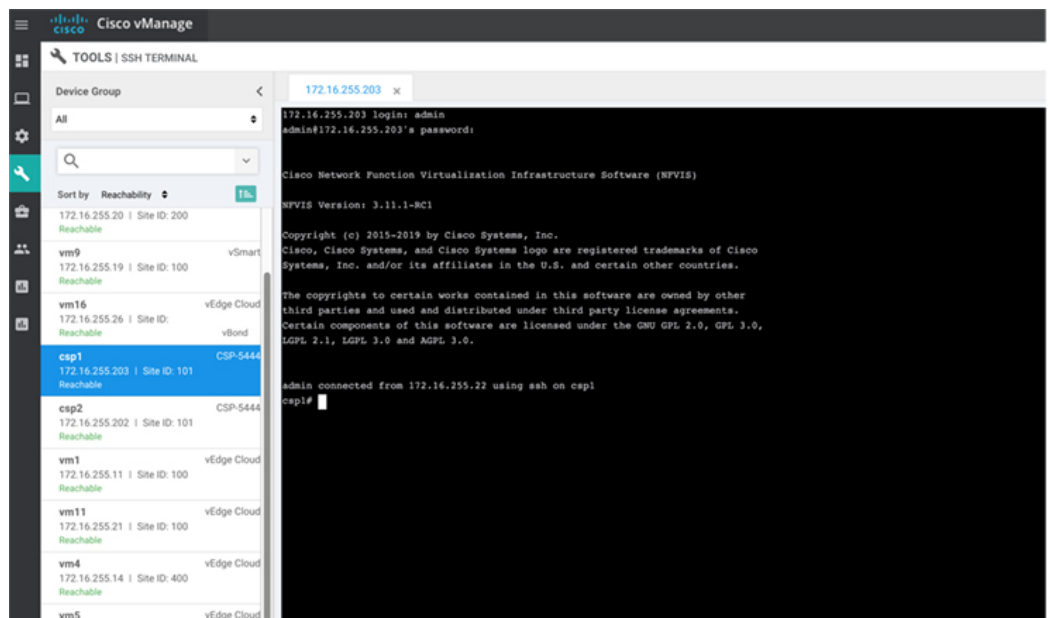 cisco Cisco vManage
TOOLS | SSH TERMINAL
Device Group
All
Sort by Reachability
172.16.255.20 | Site ID: 200
Reachable
vm9 vSmart
172.16.255.19 | Site ID: 100
Reachable
vm16 vEdge Cloud
172.16.255.26 | Site ID:
Reachable vBond
csp1 CSP-5444
172.16.255.203 | Site ID: 101
Reachable
csp2 CSP-5444
172.16.255.202 | Site ID: 101
Reachable
vm1 vEdge Cloud
172.16.255.11 | Site ID: 100
Reachable
vm11 vEdge Cloud
172.16.255.21 | Site ID: 100
Reachable
vm4 vEdge Cloud
172.16.255.14 | Site ID: 400
Reachable
vm5 vEdge Cloud
172.16.255.203 x
172.16.255.203 login: admin
admin@172.16.255.203's password:
Cisco Network Function Virtualization Infrastructure Software (NFVIS)
NFVIS Version: 3.11.1-RC1
Copyright (c) 2015-2019 by Cisco Systems, Inc.
Cisco, Cisco Systems, and Cisco Systems logo are registered trademarks of Cisco
Systems, Inc. and/or its affiliates in the U.S. and certain other countries.
The copyrights to certain works contained in this software are owned by other
third parties and used and distributed under third party license agreements.
Certain components of this software are licensed under the GNU GPL 2.0, GPL 3.0,
LGPL 2.1, LGPL 3.0 and AGPL 3.0.
admin connected from 172.16.255.22 using ssh on csp1
csp1#